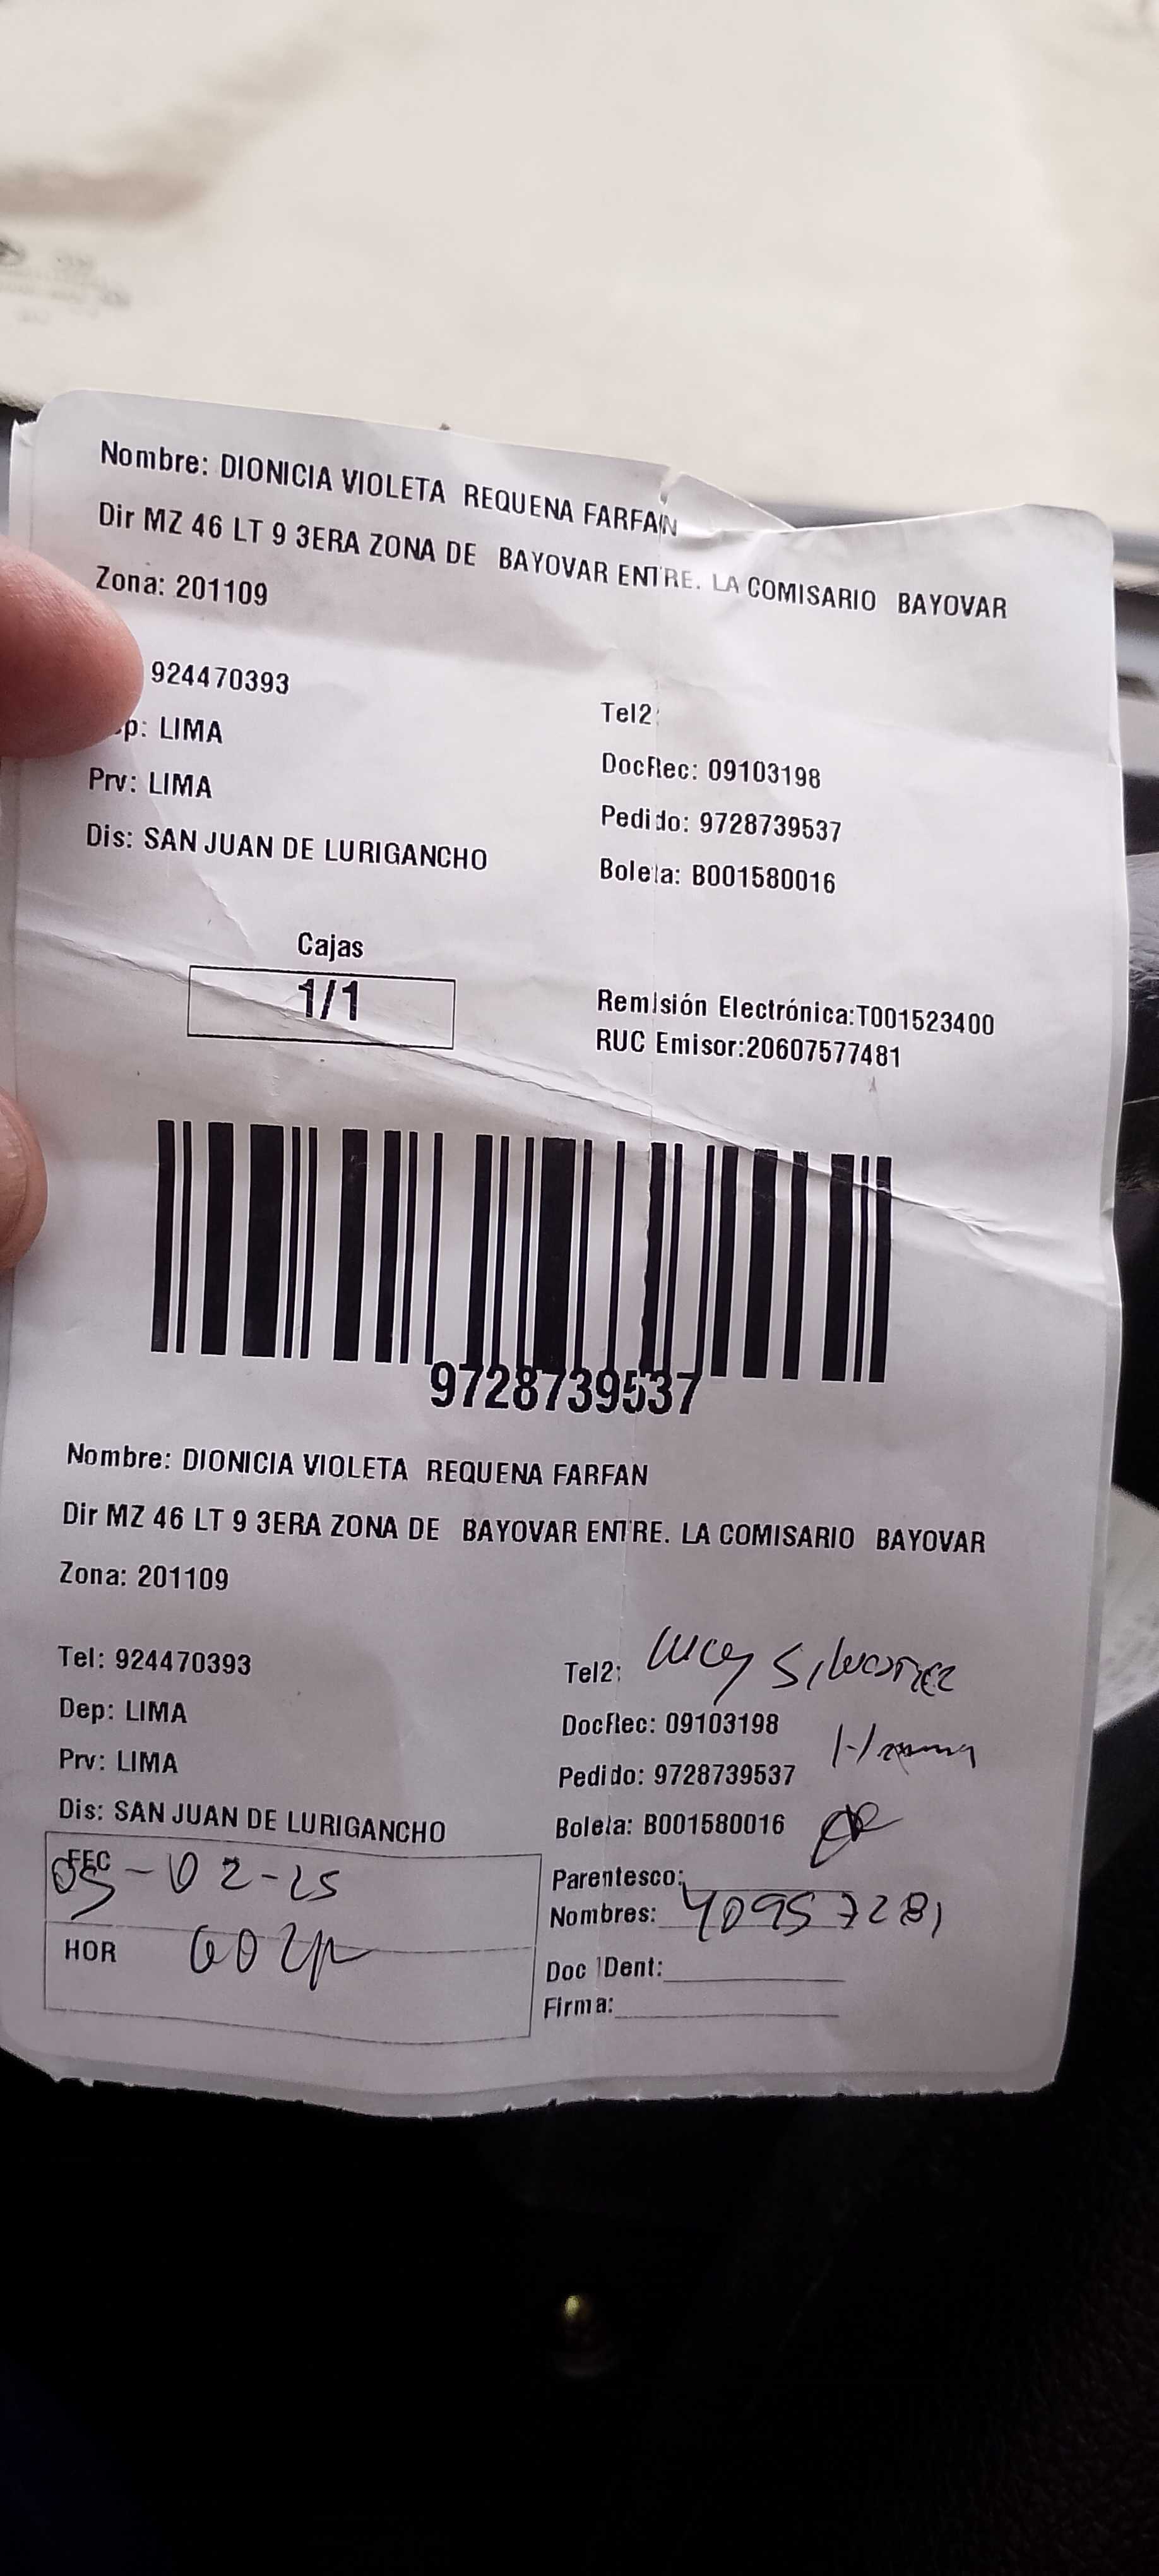 Nombre: DIONICIA VIOLETA REQUENA FARFAN
Dir MZ 46 LT 9 3ERA ZONA DE BAYOVAR ENTRE. LA COMISARIO BAYOVAR
Zona: 201109
924470393
p: LIMA
Prv: LIMA
Dis: SAN JUAN DE LURIGANCHO
Tel2:
DocRec: 09103198
Pedido: 9728739537
Boleta: B001580016
Cajas
1/1
Remisión Electrónica:T001523400
RUC Emisor:20607577481
9728739537
Nombre: DIONICIA VIOLETA REQUENA FARFAN
Dir MZ 46 LT 9 3ERA ZONA DE BAYOVAR ENTRE. LA COMISARIO BAYOVAR
Zona: 201109
Tel: 924470393
Dep: LIMA
Prv: LIMA
Dis: SAN JUAN DE LURIGANCHO
Tel2: Lucy
DocRec: 09103198
Pedido: 9728739537
Boleta: B001580016
FEC 05-02-25
HOR
Parentesco:
Nombres: 40957281
Doc IDent:
Firma: